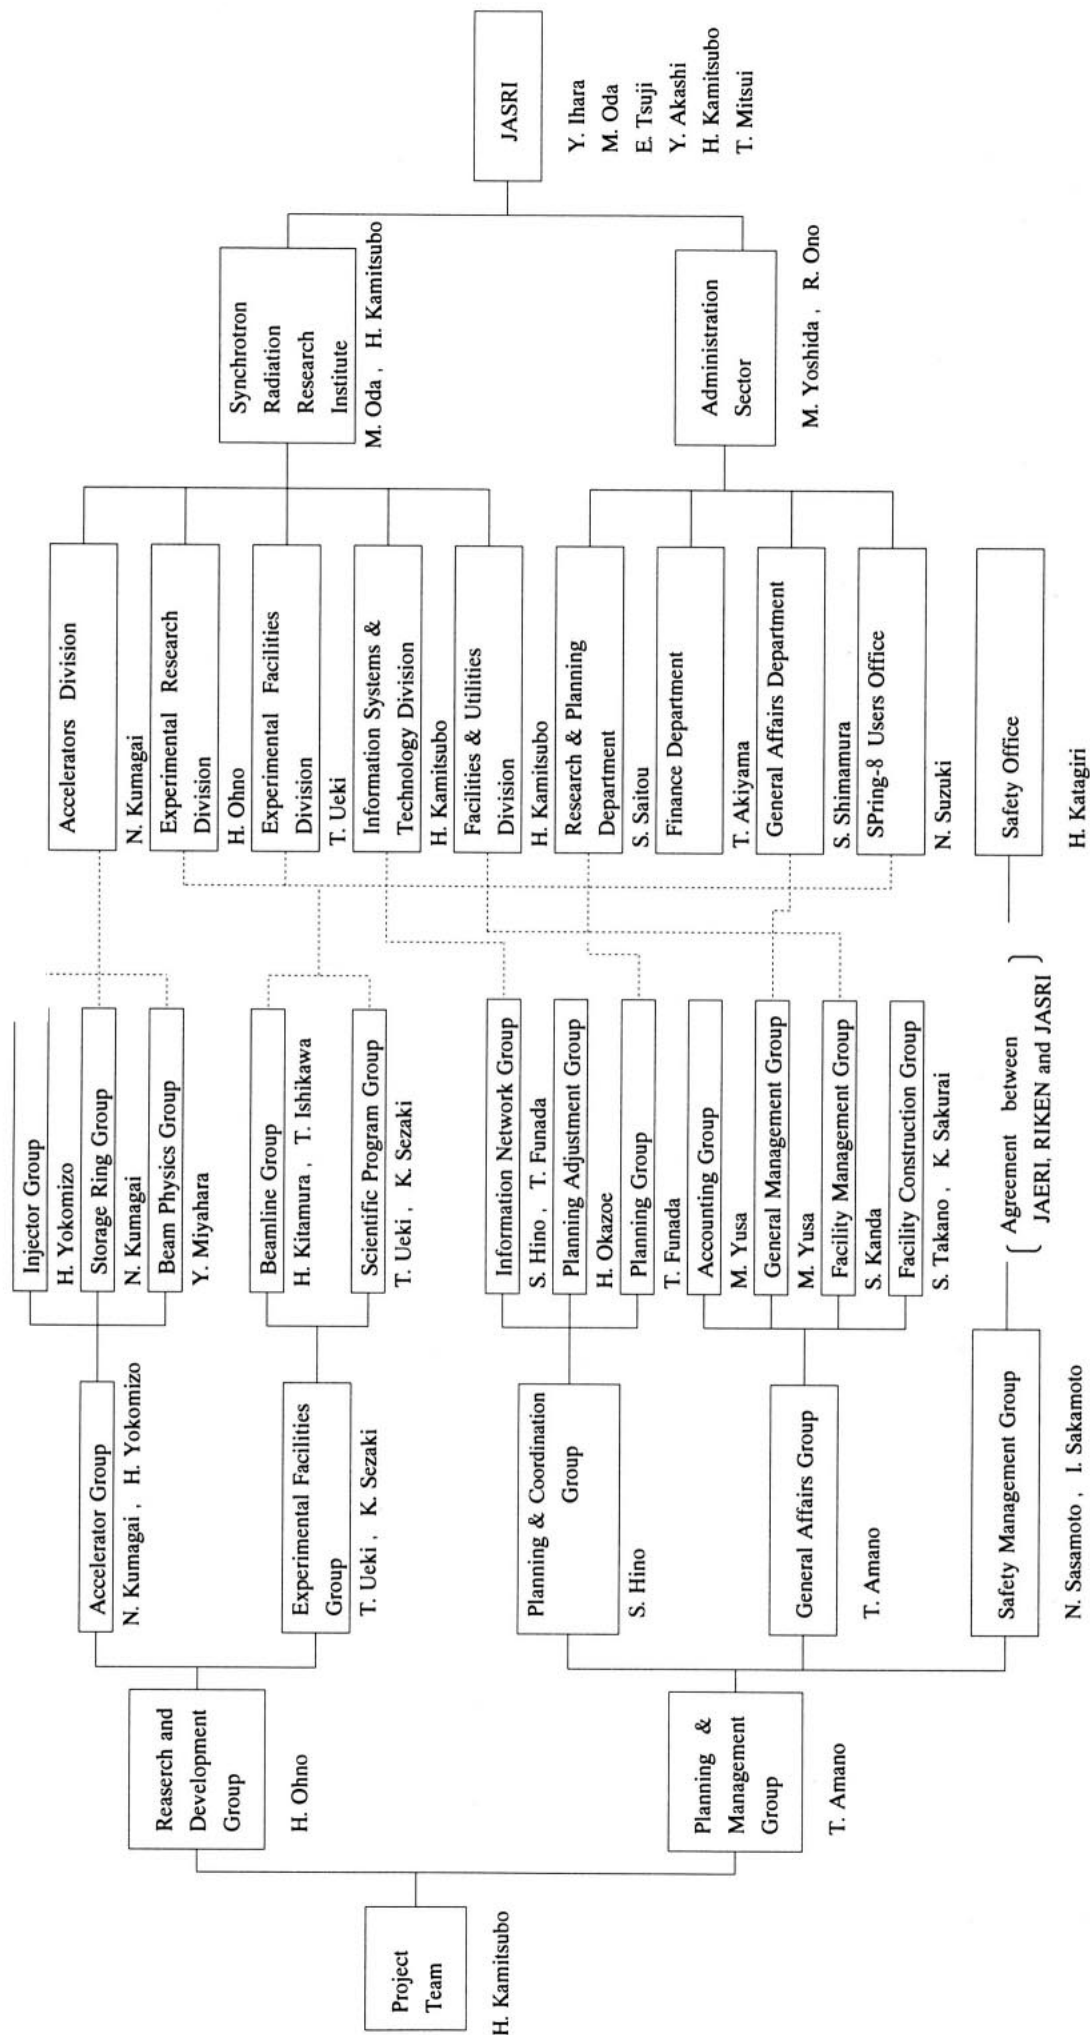 Project
Team
H. Kamitsubo
Reaserch and
Development
Group
H. Ohno
Planning &
Management
Group
T. Amano
Accelerator Group
N. Kumagai , H. Yokomizo
Experimental Facilities
Group
T. Ueki , K. Sezaki
Planning & Coordination
Group
S. Hino
General Affairs Group
T. Amano
Safety Management Group
N. Sasamoto , I. Sakamoto
Injector Group
H. Yokomizo
Storage Ring Group
N. Kumagai
Beam Physics Group
Y. Miyahara
Beamline Group
H. Kitamura , T. Ishikawa
Scientific Program Group
T. Ueki , K. Sezaki
Information Network Group
S. Hino , T. Funada
Planning Adjustment Group
H. Okazoe
Planning Group
T. Funada
Accounting Group
M. Yusa
General Management Group
M. Yusa
Facility Management Group
S. Kanda
Facility Construction Group
S. Takano , K. Sakurai
Agreement between
JAERI, RIKEN and JASRI
Accelerators Division
N. Kumagai
Experimental Research
Division
H. Ohno
Experimental Facilities
Division
T. Ueki
Information Systems &
Technology Division
H. Kamitsubo
Facilities & Utilities
Division
H. Kamitsubo
Research & Planning
Department
S. Saitou
Finance Department
T. Akiyama
General Affairs Department
S. Shimamura
SPring-8 Users Office
N. Suzuki
Safety Office
H. Katagiri
Synchrotron
Radiation
Research
Institute
M. Oda , H. Kamitsubo
Administration
Sector
M. Yoshida , R. Ono
JASRI
Y. Ihara
M. Oda
E. Tsuji
Y. Akashi
H. Kamitsubo
T. Mitsui